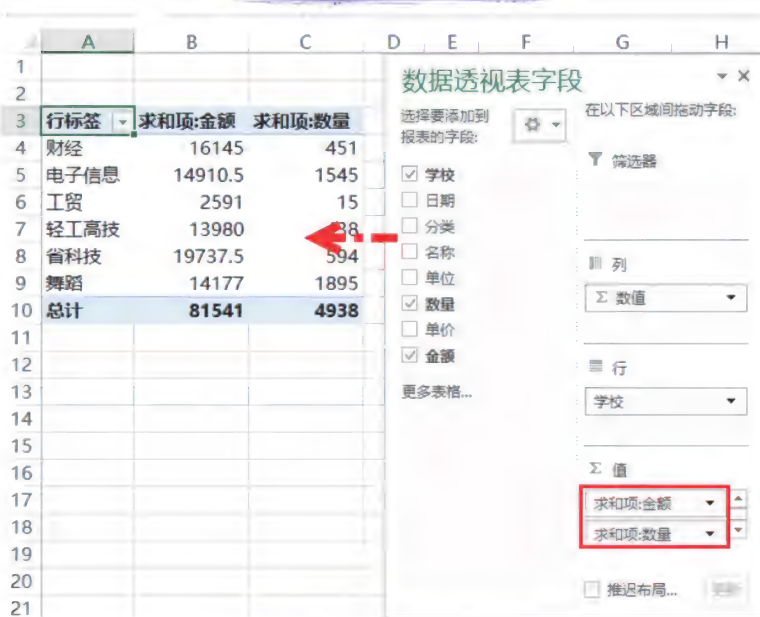 A B C D E F G H
1
2
3 行标签 求和项:金额 求和项:数量
4 财经 16145 451
5 电子信息 14910.5 1545
6 工贸 2591 15
7 轻工高技 13980 38
8 省科技 19737.5 594
9 舞蹈 14177 1895
10 总计 81541 4938
11
12
13
14
15
16
17
18
19
20
21
数据透视表字段
选择要添加到
报表的字段:
学校
日期
分类
名称
单位
数量
单价
金额
更多表格...
在以下区域间拖动字段:
筛选器
列
Σ 数值
行
学校
Σ 值
求和项:金额
求和项:数量
推迟布局...